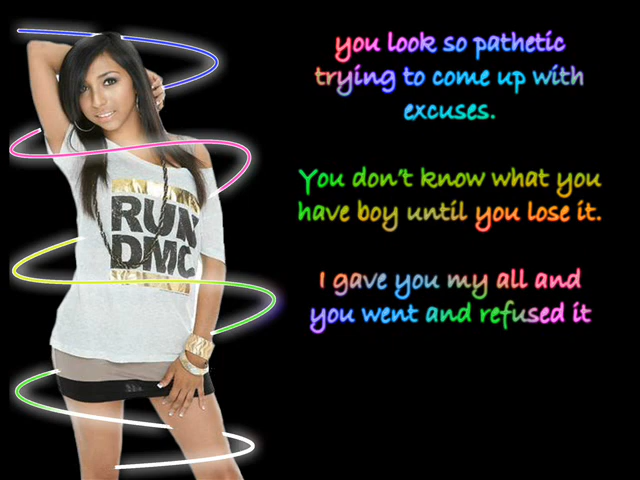 you look so pathetic
trying to come up with
excuses.
You don't know what you
have boy until you lose it.
I gave you my all and
you went and refused it
RUN
DMC